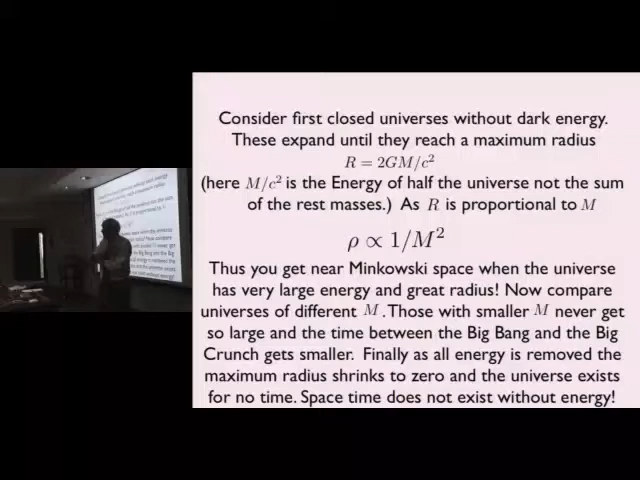 Consider first closed universes without dark energy.
These expand until they reach a maximum radius
R = 2GM/c²
(here M/c² is the Energy of half the universe not the sum
of the rest masses.) As R is proportional to M
ρ ∝ 1/M²
Thus you get near Minkowski space when the universe
has very large energy and great radius! Now compare
universes of different M. Those with smaller M never get
so large and the time between the Big Bang and the Big
Crunch gets smaller. Finally as all energy is removed the
maximum radius shrinks to zero and the universe exists
for no time. Space time does not exist without energy!